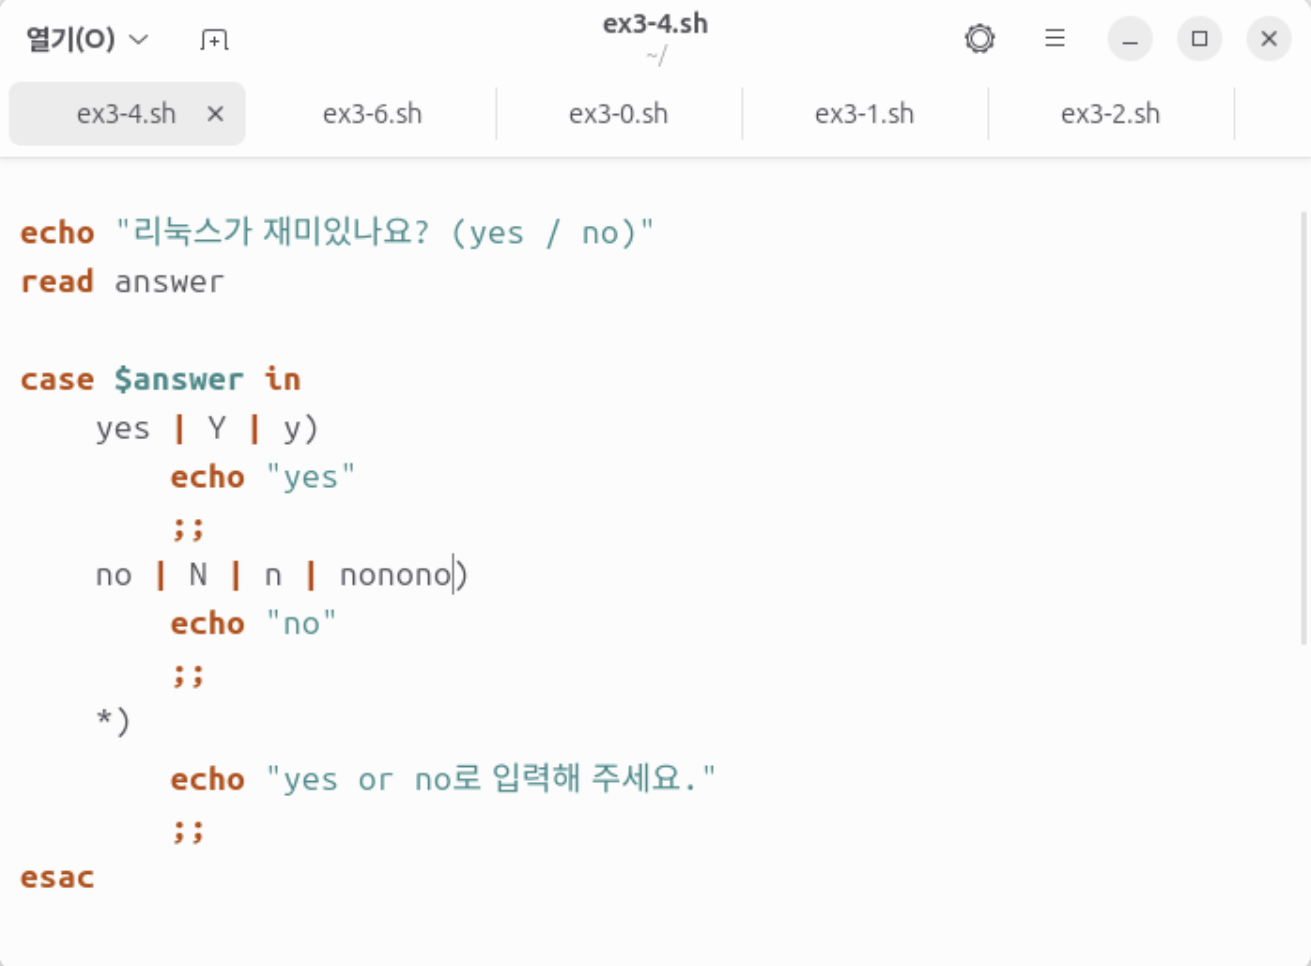 열기(O)
ex3-4.sh
~/
ex3-4.sh
ex3-6.sh
ex3-0.sh
ex3-1.sh
ex3-2.sh
echo "리눅스가 재미있나요? (yes / no)"
read answer
case $answer in
yes | Y | y)
echo "yes"
;;
no | N | n | nonono)
echo "no"
;;
*)
echo "yes or no로 입력해 주세요."
;;
esac